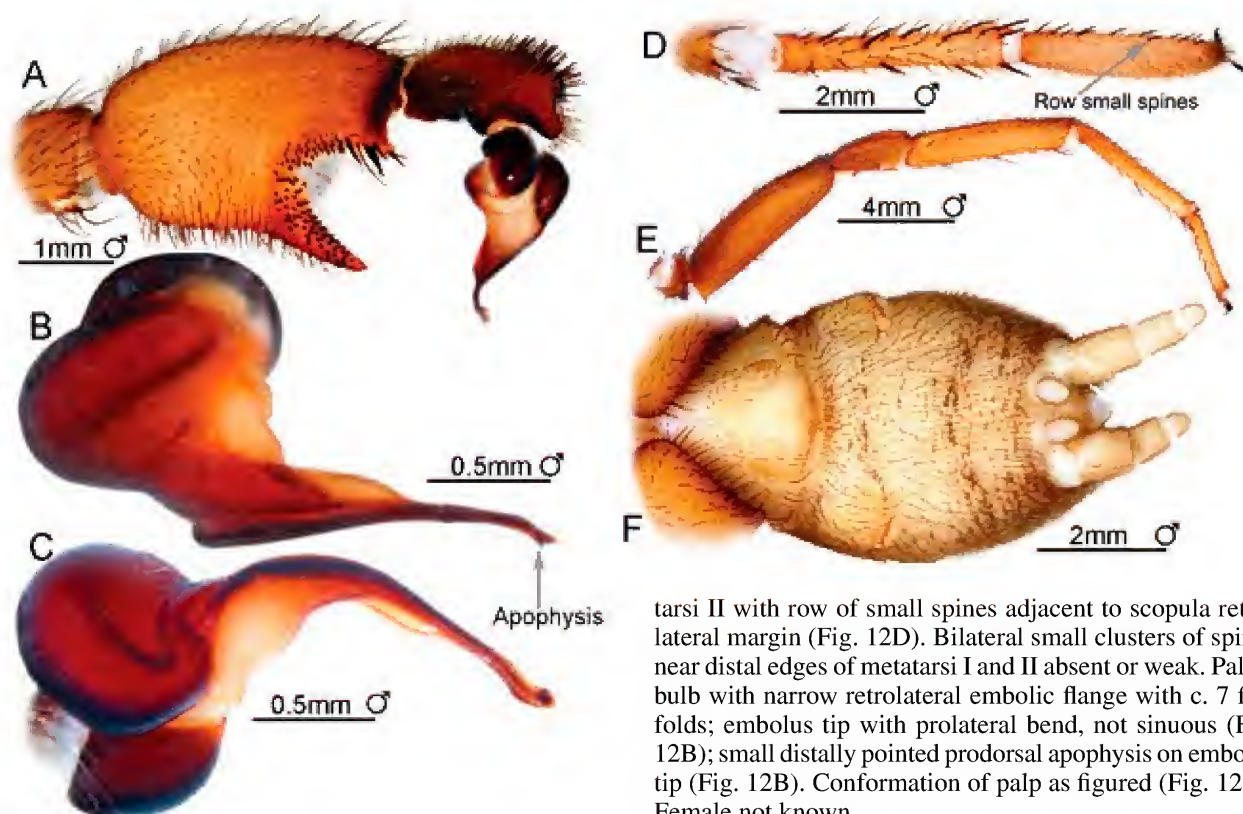 A
1mm ♂
B
0.5mm ♂
C
Apophysis
0.5mm ♂
D
2mm ♂
Row small spines
E
4mm ♂
F
2mm ♂
tarsi II with row of small spines adjacent to scopula ret
lateral margin (Fig. 12D). Bilateral small clusters of spi
near distal edges of metatarsi I and II absent or weak. Pal
bulb with narrow retrolateral embolic flange with c. 7 f
folds; embolus tip with prolateral bend, not sinuous (F
12B); small distally pointed prodorsal apophysis on embo
tip (Fig. 12B). Conformation of palp as figured (Fig. 12
Female not known